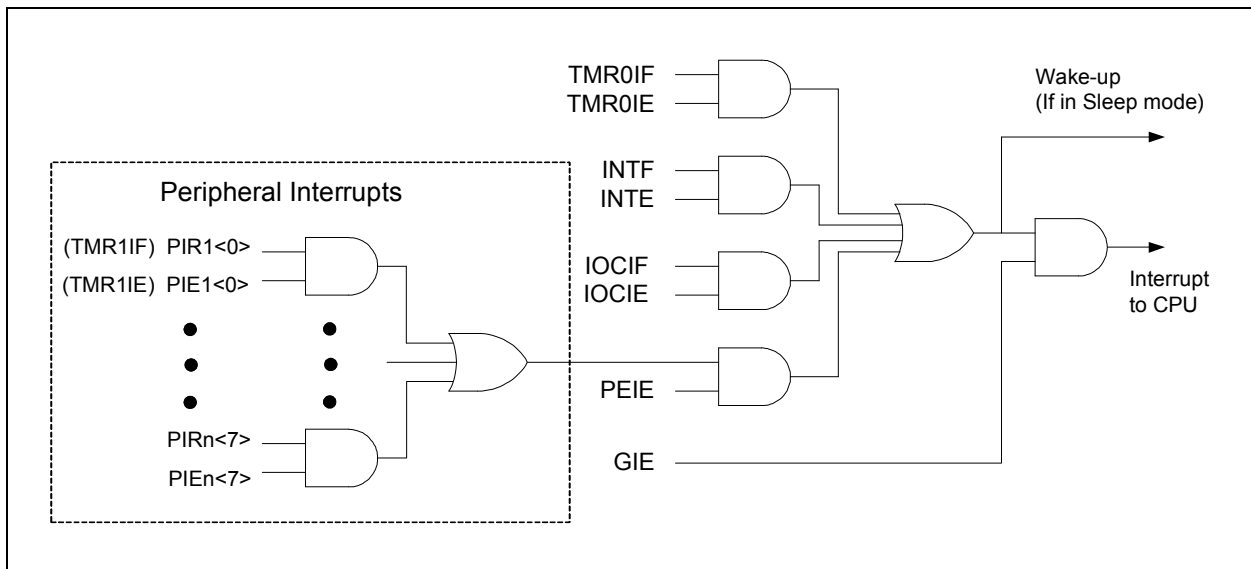 TMR0IF
TMR0IE
Wake-up
(If in Sleep mode)
INTF
INTE
Peripheral Interrupts
(TMR1IF) PIR1<0>
(TMR1IE) PIE1<0>
IOCIF
IOCIE
Interrupt
to CPU
PEIE
PIRn<7>
PIEn<7>
GIE